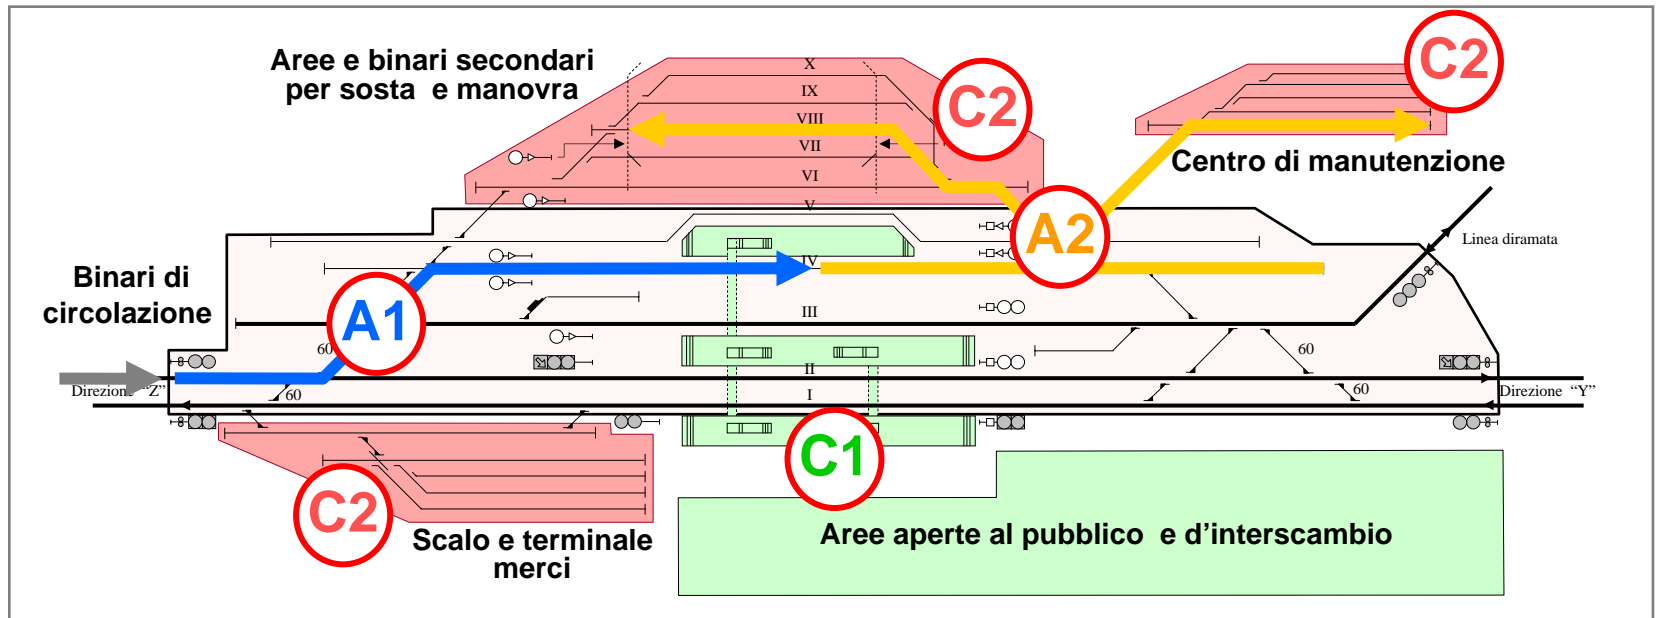 Aree e binari secondari
per sosta e manovra
X
IX
VIII
VII
VI
V
IV
III
II
I
C2
C2
Centro di manutenzione
A2
Linea diramata
Binari di
circolazione
A1
60
60
60
60
Direzione "Z"
Direzione "Y"
C1
C2
Scalo e terminale
merci
Aree aperte al pubblico e d'interscambio